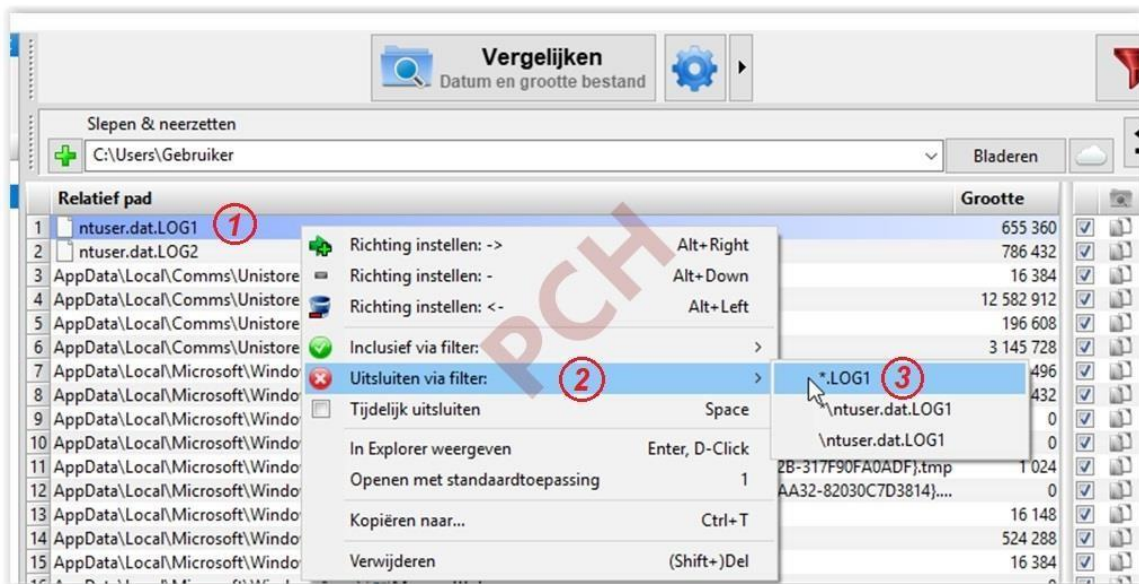 Vergelijken
Datum en grootte bestand
Slepen & neerzetten
C:\Users\Gebruiker
Bladeren
Relatief pad Grootte
1 ntuser.dat.LOG1 655 360
2 ntuser.dat.LOG2 786 432
3 AppData\Local\Comms\Unistore 16 384
4 AppData\Local\Comms\Unistore 12 582 912
5 AppData\Local\Comms\Unistore 196 608
6 AppData\Local\Comms\Unistore 3 145 728
7 AppData\Local\Microsoft\Windo 496
8 AppData\Local\Microsoft\Windo 432
9 AppData\Local\Microsoft\Windo 0
10 AppData\Local\Microsoft\Windo 0
11 AppData\Local\Microsoft\Windo 2B-317F90FA0ADF}.tmp 1 024
12 AppData\Local\Microsoft\Windo AA32-82030C7D3814}.... 0
13 AppData\Local\Microsoft\Windo 16 148
14 AppData\Local\Microsoft\Windo 524 288
15 AppData\Local\Microsoft\Windo 16 384
1
Richting instellen: -> Alt+Right
Richting instellen: - Alt+Down
Richting instellen: <- Alt+Left
Inclusief via filter: >
Uitsluiten via filter: 2 >
Tijdelijk uitsluiten Space
In Explorer weergeven Enter, D-Click
Openen met standaardtoepassing 1
Kopiëren naar... Ctrl+T
Verwijderen (Shift+)Del
*.LOG1 3
*\ntuser.dat.LOG1
\ntuser.dat.LOG1
PCH